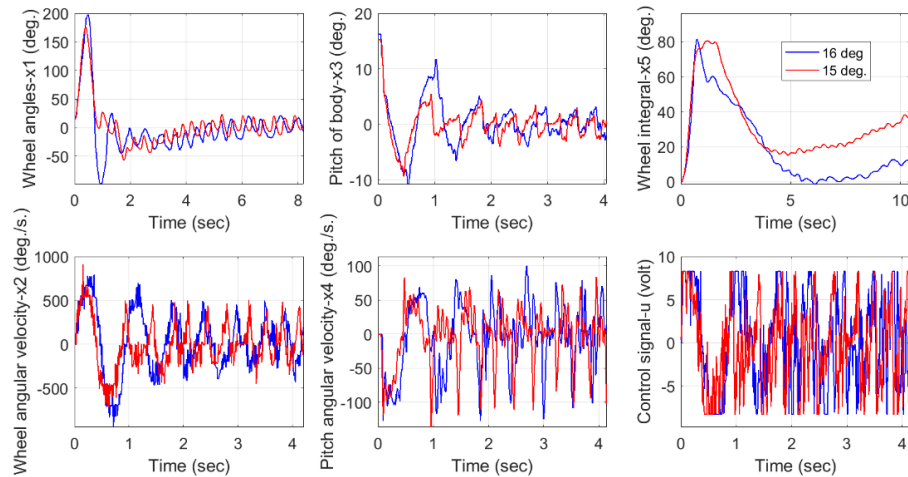 Wheel angles-x1 (deg.)
200
150
100
50
0
-50
0 2 4 6 8
Time (sec)
Pitch of body-x3 (deg.)
20
10
0
-10
0 1 2 3 4
Time (sec)
Wheel integral-x5 (deg.)
80
60
40
20
0
0 5 10
Time (sec)
16 deg
15 deg.
Wheel angular velocity-x2 (deg./s.)
1000
500
0
-500
0 1 2 3 4
Time (sec)
Pitch angular velocity-x4 (deg./s.)
100
50
0
-50
-100
0 1 2 3 4
Time (sec)
Control signal-u (volt)
10
5
0
-5
0 1 2 3 4
Time (sec)